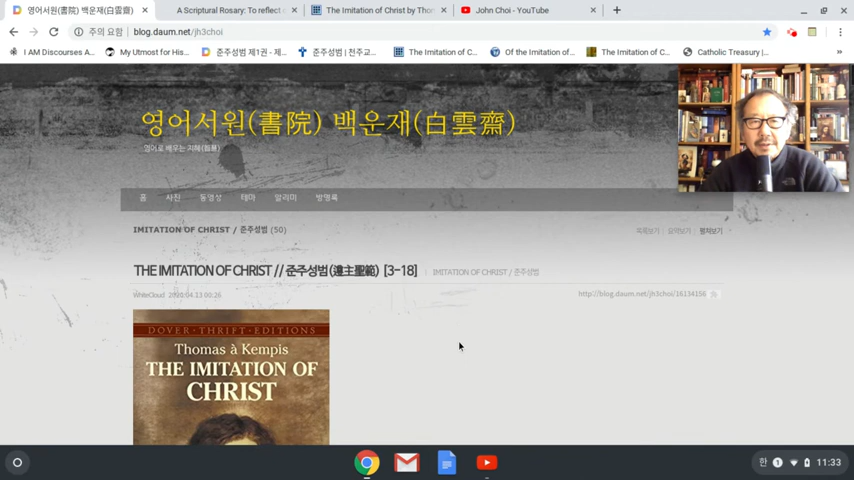 영어서원(書院) 백운재(白雲齋)
A Scriptural Rosary: To reflect
The Imitation of Christ by Tho
John Choi - YouTube
주의 요함
blog.daum.net/jh3choi
I AM Discourses A...
My Utmost for His...
준주성범 제1권 - 제...
준주성범 | 천주교...
The Imitation of C...
Of the Imitation of...
The Imitation of C...
Catholic Treasury |...
영어서원(書院) 백운재(白雲齋)
영어로 배우는 지혜(智慧)
홈 사진 동영상 태마 알리미 방명록
IMITATION OF CHRIST / 준주성범 (50)
목록보기 요약보기 펼쳐보기
THE IMITATION OF CHRIST // 준주성범(遵主聖範) [3-18]
IMITATION OF CHRIST / 준주성범
WhiteCloud 2020.04.13 00:26
http://blog.daum.net/jh3choi/16134156
DOVER · THRIFT · EDITIONS
Thomas à Kempis
THE IMITATION OF
CHRIST
한 1 11:33